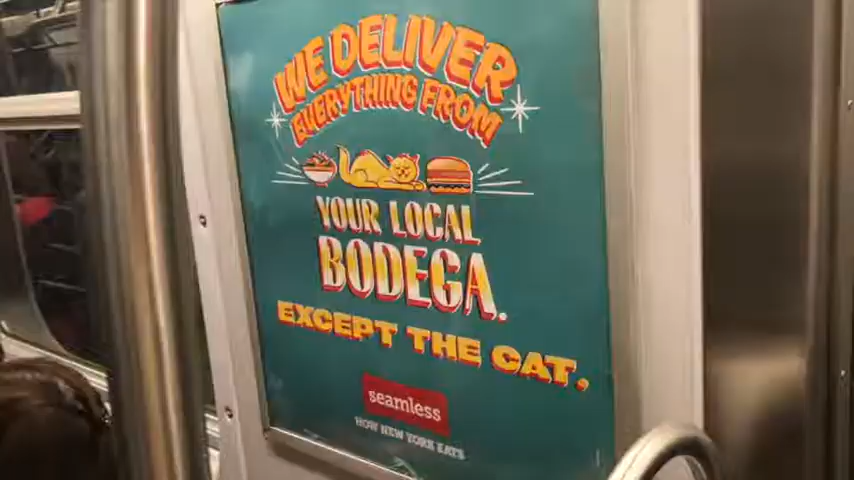 WE DELIVER
EVERYTHING FROM
YOUR LOCAL
BODEGA.
EXCEPT THE CAT.
seamless
HOW NEW YORK EATS